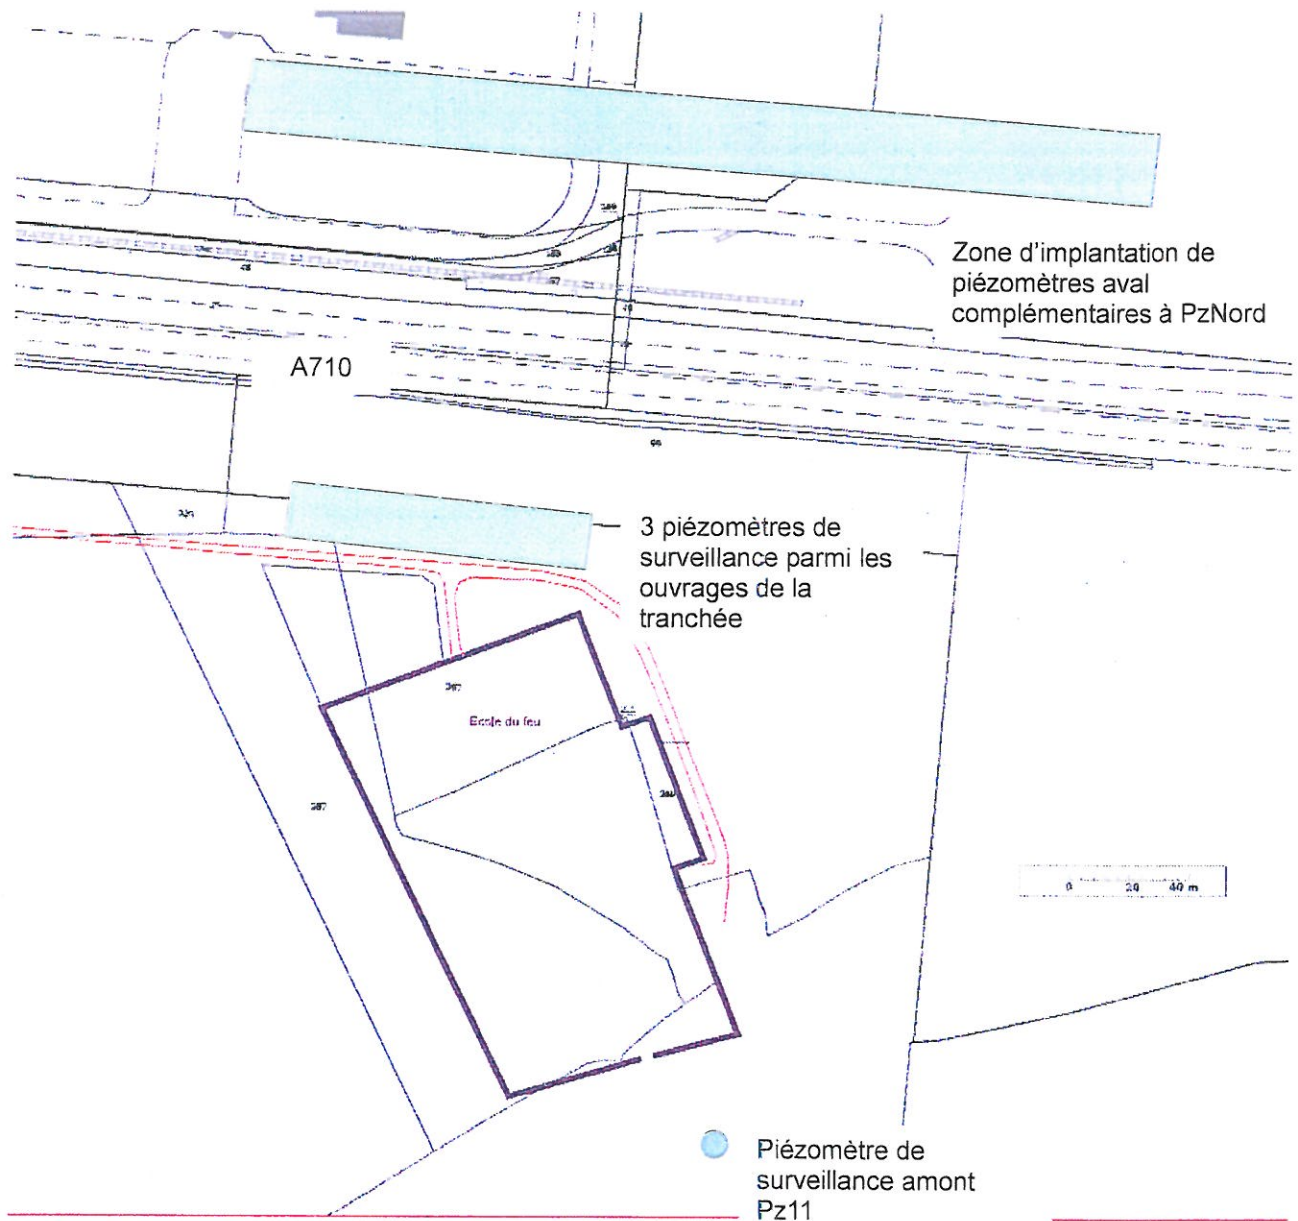 Zone d'implantation de
piézomètres aval
complémentaires à PzNord
A710
3 piézomètres de
surveillance parmi les
ouvrages de la
tranchée
Ecole du feu
287
0 20 40 m
Piézomètre de
surveillance amont
Pz11